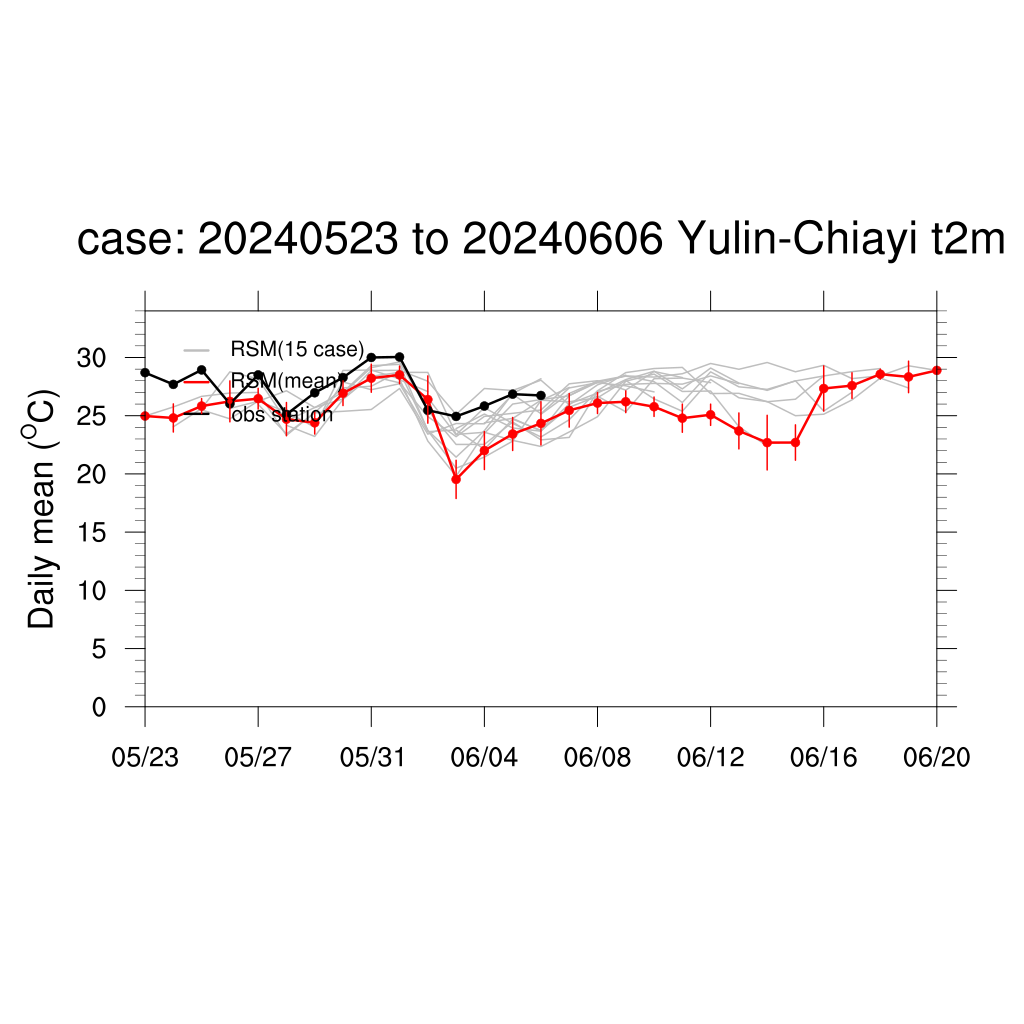 case: 20240523 to 20240606 Yulin-Chiayi t2m
RSM(15 case)
RSM(mean)
obs station
Daily mean (°C)
30
25
20
15
10
5
0
05/23 05/27 05/31 06/04 06/08 06/12 06/16 06/20